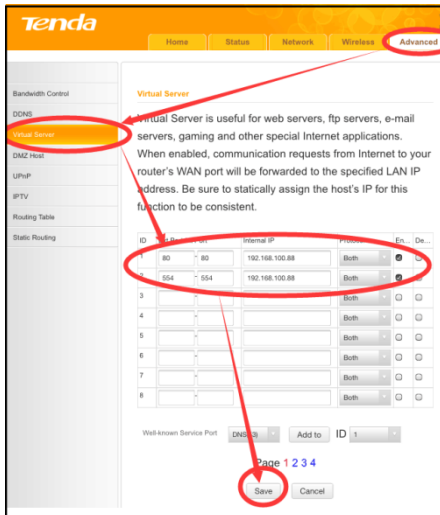 Tenda
Home Status Network Wireless Advanced
Bandwidth Control
DDNS
Virtual Server
DMZ Host
UPnP
IPTV
Routing Table
Static Routing
Virtual Server
Virtual Server is useful for web servers, ftp servers, e-mail
servers, gaming and other special Internet applications.
When enabled, communication requests from Internet to your
router's WAN port will be forwarded to the specified LAN IP
address. Be sure to statically assign the host's IP for this
function to be consistent.
ID Internal IP En... De...
1 80 - 80 192.168.100.88 Both
2 554 - 554 192.168.100.88 Both
3 - Both
4 - Both
5 - Both
6 - Both
7 - Both
8 - Both
Well-known Service Port Add to ID 1
Page 1 2 3 4
Save Cancel